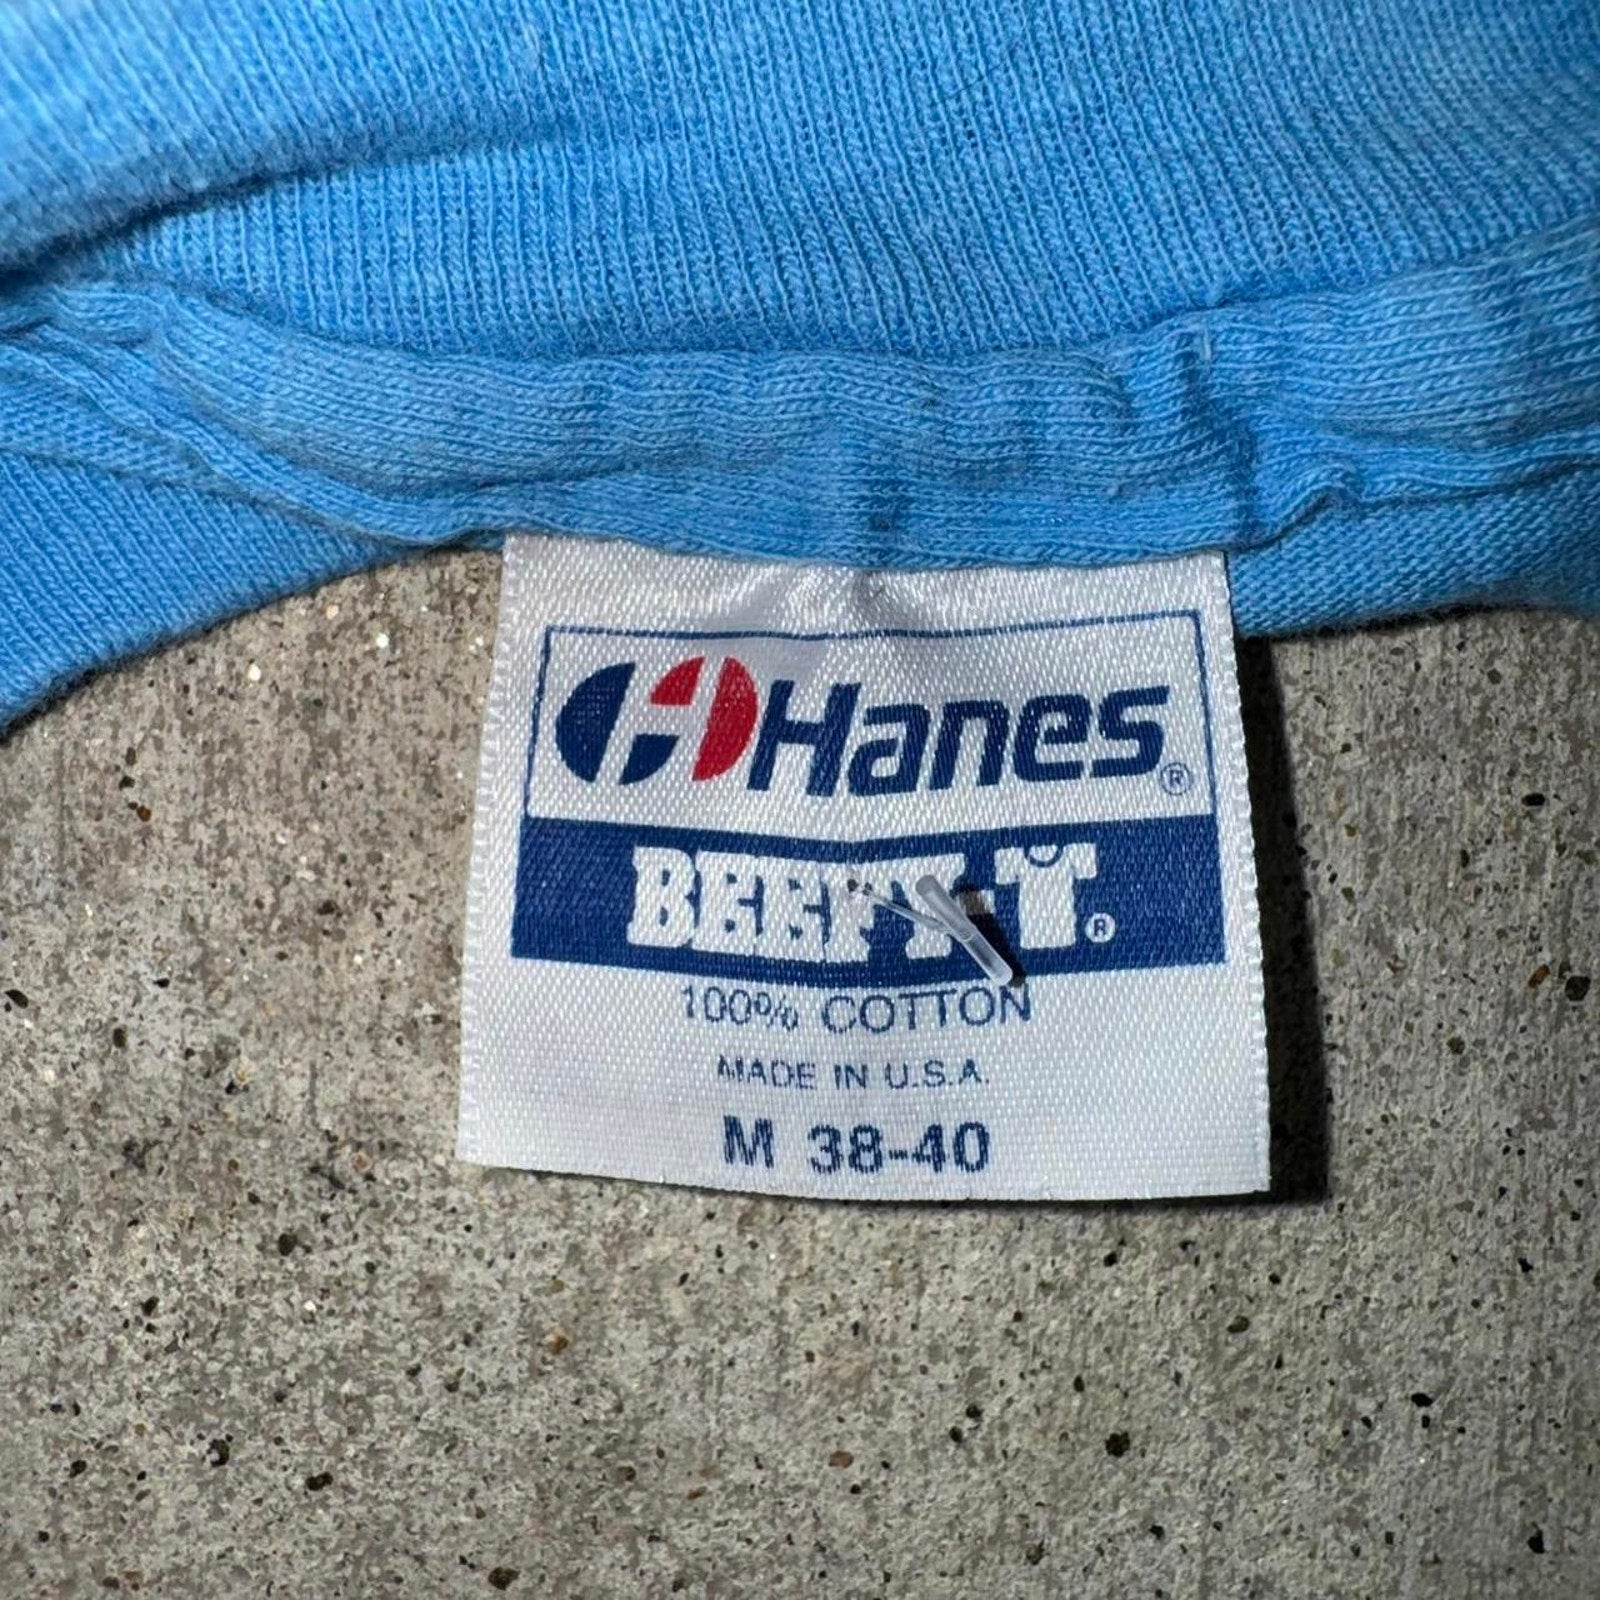 Hanes®
BEEFY-T®
100% COTTON
MADE IN U.S.A.
M 38-40